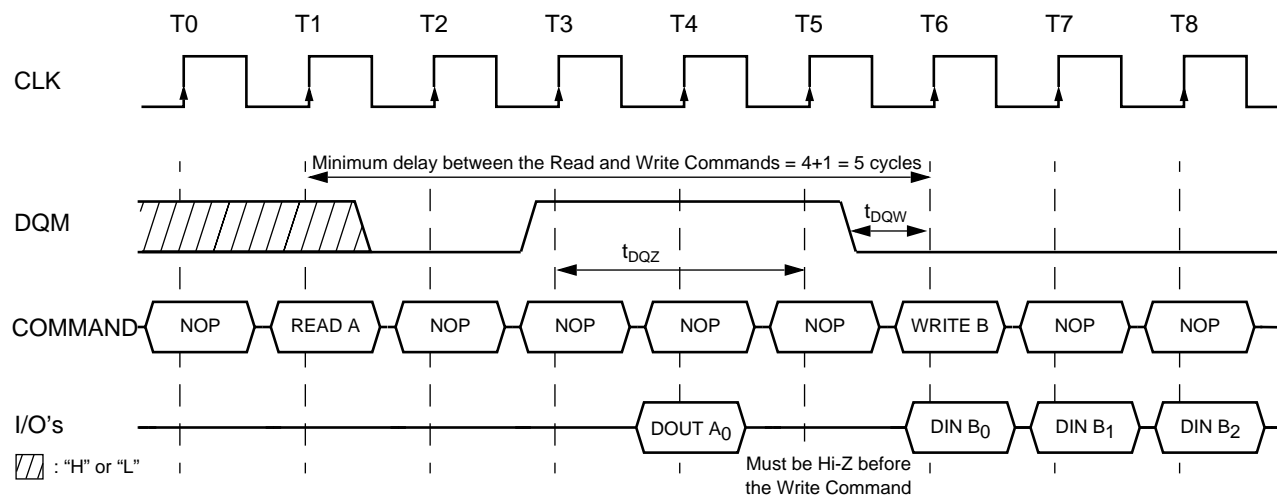 T0 T1 T2 T3 T4 T5 T6 T7 T8
CLK
Minimum delay between the Read and Write Commands = 4+1 = 5 cycles
DQM
tDQW
tDQZ
COMMAND NOP READ A NOP NOP NOP NOP WRITE B NOP NOP
I/O's DOUT A0 DIN B0 DIN B1 DIN B2
: “H” or “L”
Must be Hi-Z before
the Write Command